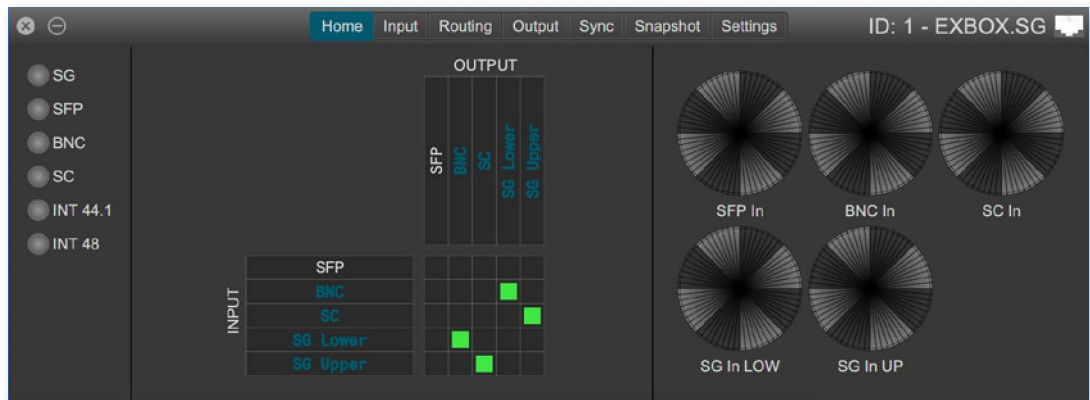 Home Input Routing Output Sync Snapshot Settings ID: 1 - EXBOX.SG
SG
SFP
BNC
SC
INT 44.1
INT 48
OUTPUT
SFP
BNC
SC
SG Lower
SG Upper
INPUT
SFP
BNC
SC
SG Lower
SG Upper
SFP In BNC In SC In
SG In LOW SG In UP